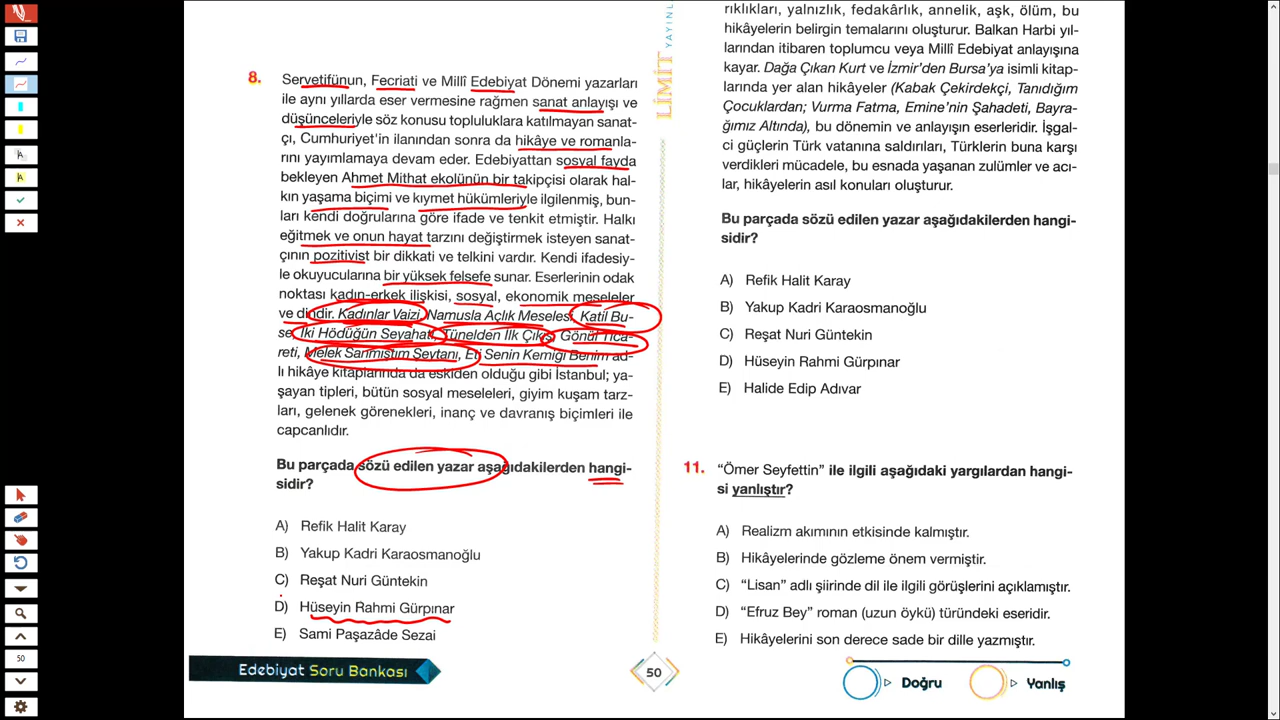 8. Servetifünun, Fecriati ve Millî Edebiyat Dönemi yazarları
ile aynı yıllarda eser vermesine rağmen sanat anlayışı ve
düşünceleriyle söz konusu topluluklara katılmayan sanat-
çı, Cumhuriyet'in ilanından sonra da hikâye ve romanla-
rını yayımlamaya devam eder. Edebiyattan sosyal fayda
bekleyen Ahmet Mithat ekolünün bir takipçisi olarak hal-
kın yaşama biçimi ve kıymet hükümleriyle ilgilenmiş, bun-
ları kendi doğrularına göre ifade ve tenkit etmiştir. Halkı
eğitmek ve onun hayat tarzını değiştirmek isteyen sanat-
çının pozitivist bir dikkati ve telkini vardır. Kendi ifadesiy-
le okuyucularına bir yüksek felsefe sunar. Eserlerinin odak
noktası kadın-erkek ilişkisi, sosyal, ekonomik meseleler
ve dindir. Kadınlar Vaizi, Namusla Açlık Meselesi, Katil Bu-
se, İki Hödüğün Seyahati, Tünelden İlk Çıkış, Gönül Tica-
reti, Melek Sanmıştım Şeytanı, Eti Senin Kemiği Benim ad-
lı hikâye kitaplarında da eskiden olduğu gibi İstanbul; ya-
şayan tipleri, bütün sosyal meseleleri, giyim kuşam tarz-
ları, gelenek görenekleri, inanç ve davranış biçimleri ile
capcanlıdır.
Bu parçada sözü edilen yazar aşağıdakilerden hangi-
sidir?
A) Refik Halit Karay
B) Yakup Kadri Karaosmanoğlu
C) Reşat Nuri Güntekin
D) Hüseyin Rahmi Gürpınar
E) Sami Paşazâde Sezai
Edebiyat Soru Bankası
50
LİMİT YAYINL
rıklıkları, yalnızlık, fedakârlık, annelik, aşk, ölüm, bu
hikâyelerin belirgin temalarını oluşturur. Balkan Harbi yıl-
larından itibaren toplumcu veya Millî Edebiyat anlayışına
kayar. Dağa Çıkan Kurt ve İzmir'den Bursa'ya isimli kitap-
larında yer alan hikâyeler (Kabak Çekirdekçi, Tanıdığım
Çocuklardan; Vurma Fatma, Emine'nin Şahadeti, Bayra-
ğımız Altında), bu dönemin ve anlayışın eserleridir. İşgal-
ci güçlerin Türk vatanına saldırıları, Türklerin buna karşı
verdikleri mücadele, bu esnada yaşanan zulümler ve acı-
lar, hikâyelerin asıl konuları oluşturur.
Bu parçada sözü edilen yazar aşağıdakilerden hangi-
sidir?
A) Refik Halit Karay
B) Yakup Kadri Karaosmanoğlu
C) Reşat Nuri Güntekin
D) Hüseyin Rahmi Gürpınar
E) Halide Edip Adıvar
11. “Ömer Seyfettin” ile ilgili aşağıdaki yargılardan hangi-
si yanlıştır?
A) Realizm akımının etkisinde kalmıştır.
B) Hikâyelerinde gözleme önem vermiştir.
C) “Lisan” adlı şiirinde dil ile ilgili görüşlerini açıklamıştır.
D) “Efruz Bey” roman (uzun öykü) türündeki eseridir.
E) Hikâyelerini son derece sade bir dille yazmıştır.
Doğru Yanlış
50